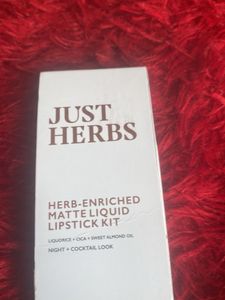 JUST
HERBS
HERB-ENRICHED
MATTE LIQUID
LIPSTICK KIT
LIQUORICE + CICA + SWEET ALMOND OIL
NIGHT + COCKTAIL LOOK